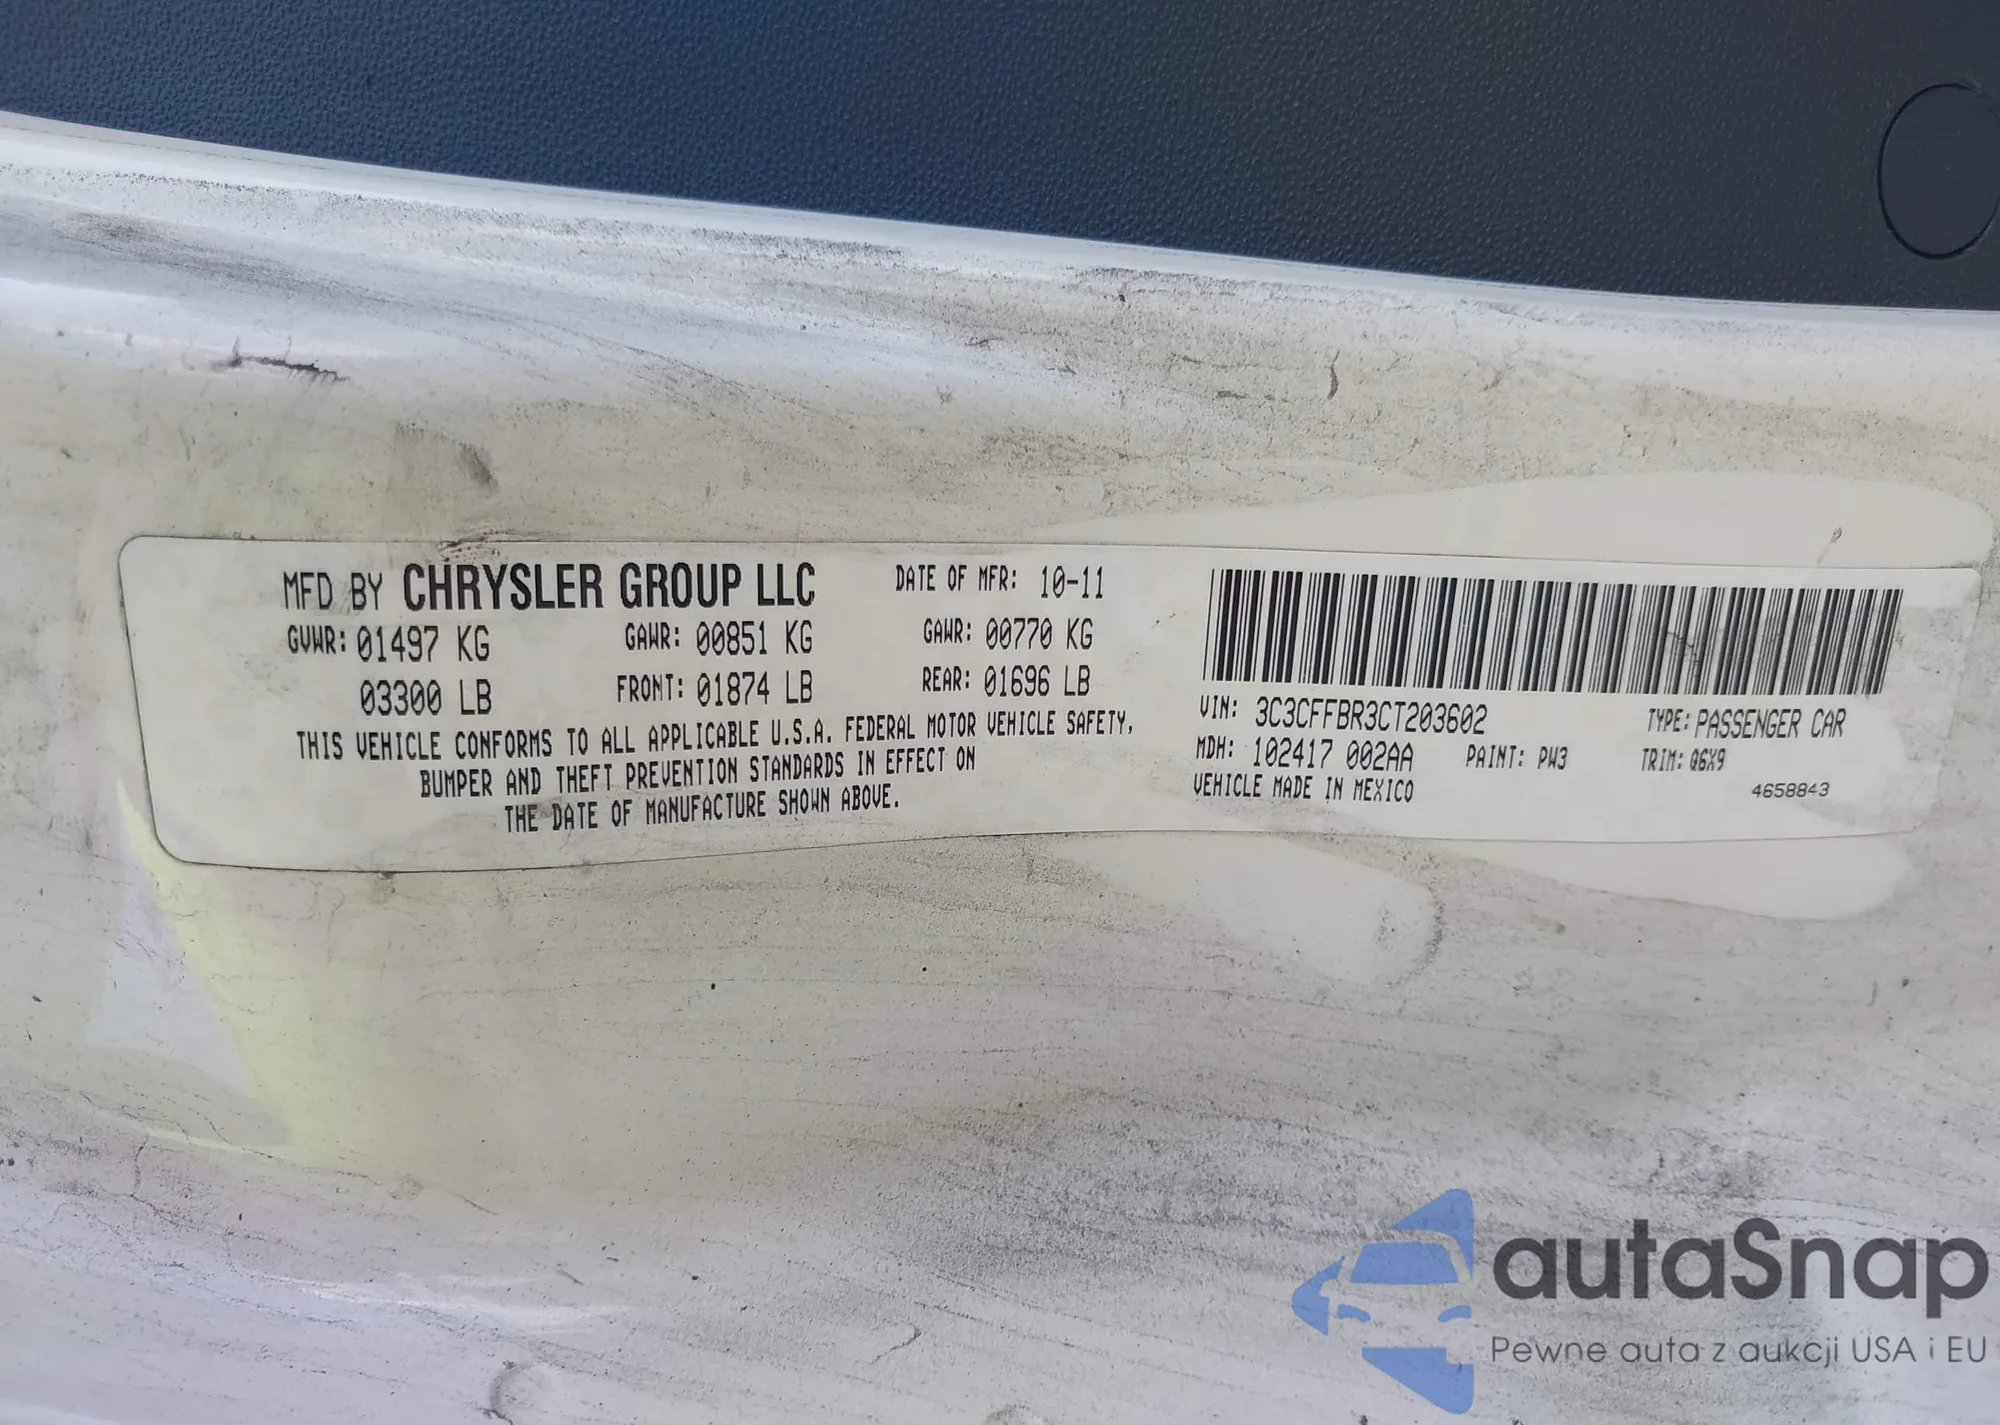 MFD BY CHRYSLER GROUP LLC DATE OF MFR: 10-11
GVWR: 01497 KG GAWR: 00851 KG GAWR: 00770 KG
03300 LB FRONT: 01874 LB REAR: 01696 LB
THIS VEHICLE CONFORMS TO ALL APPLICABLE U.S.A. FEDERAL MOTOR VEHICLE SAFETY,
BUMPER AND THEFT PREVENTION STANDARDS IN EFFECT ON
THE DATE OF MANUFACTURE SHOWN ABOVE.
VIN: 3C3CFFBR3CT203602 TYPE: PASSENGER CAR
MDH: 102417 002AA PAINT: PW3 TRIM: Q6X9
VEHICLE MADE IN MEXICO 4658843
autaSnap
Pewne auta z aukcji USA i EU